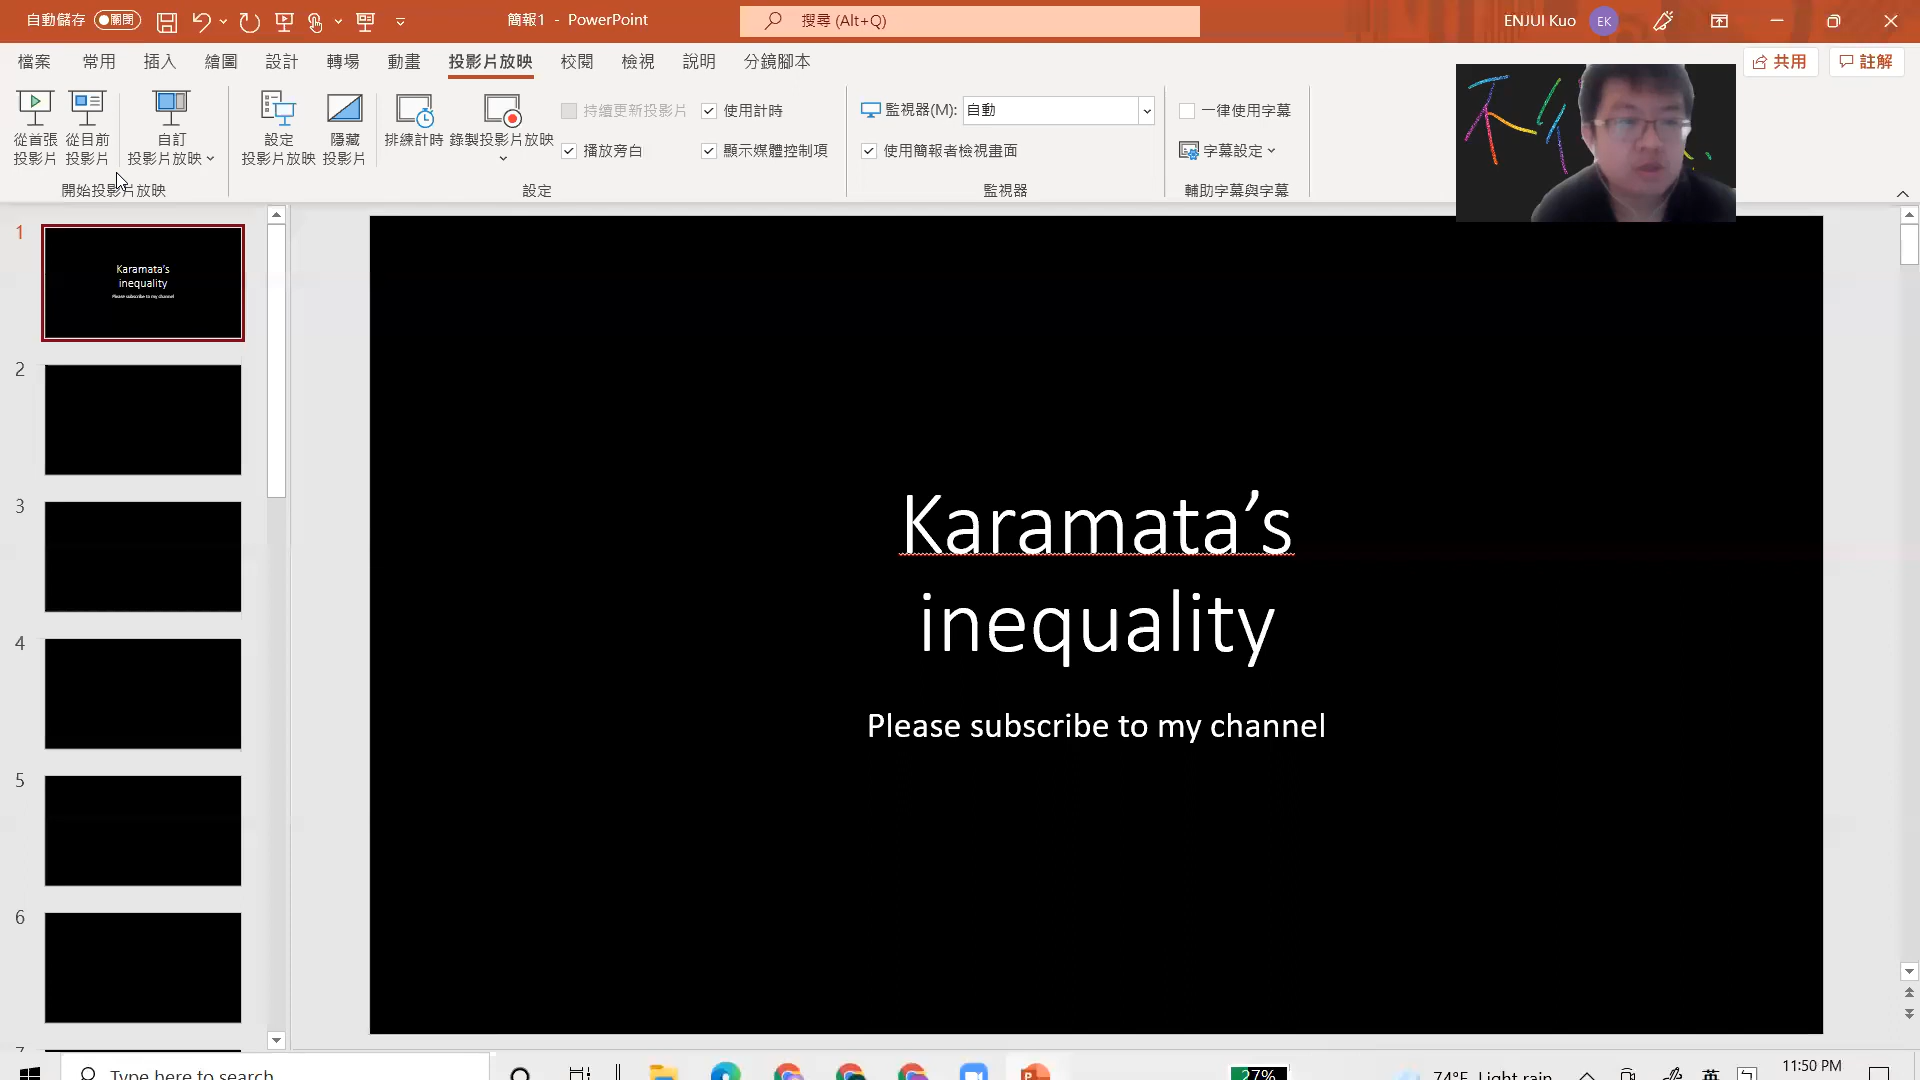 自動儲存 關閉 簡報1 - PowerPoint 搜尋 (Alt+Q) ENJUI Kuo EK
檔案 常用 插入 繪圖 設計 轉場 動畫 投影片放映 校閱 檢視 說明 分鏡腳本 共用 註解
從首張
投影片
從目前
投影片
自訂
投影片放映
開始投影片放映
設定
投影片放映
隱藏
投影片
排練計時
錄製投影片放映
持續更新投影片
使用計時
播放旁白
顯示媒體控制項
設定
監視器(M): 自動
使用簡報者檢視畫面
監視器
一律使用字幕
字幕設定
輔助字幕與字幕
1
Karamata's
inequality
Please subscribe to my channel
2
3
4
5
6
Karamata's
inequality
Please subscribe to my channel
Type here to search
27%
74°F Light rain
英
11:50 PM